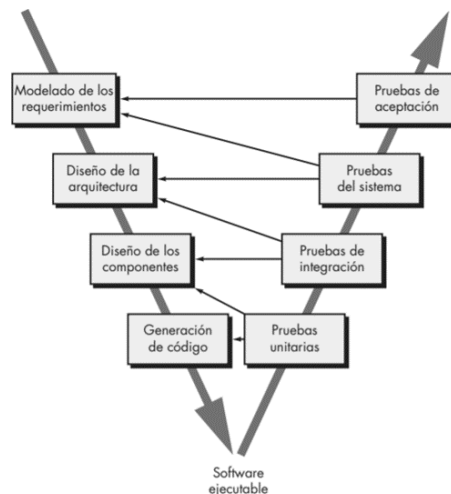 Modelado de los
requerimientos
Pruebas de
aceptación
Diseño de la
arquitectura
Pruebas
del sistema
Diseño de los
componentes
Pruebas de
integración
Generación
de código
Pruebas
unitarias
Software
ejecutable